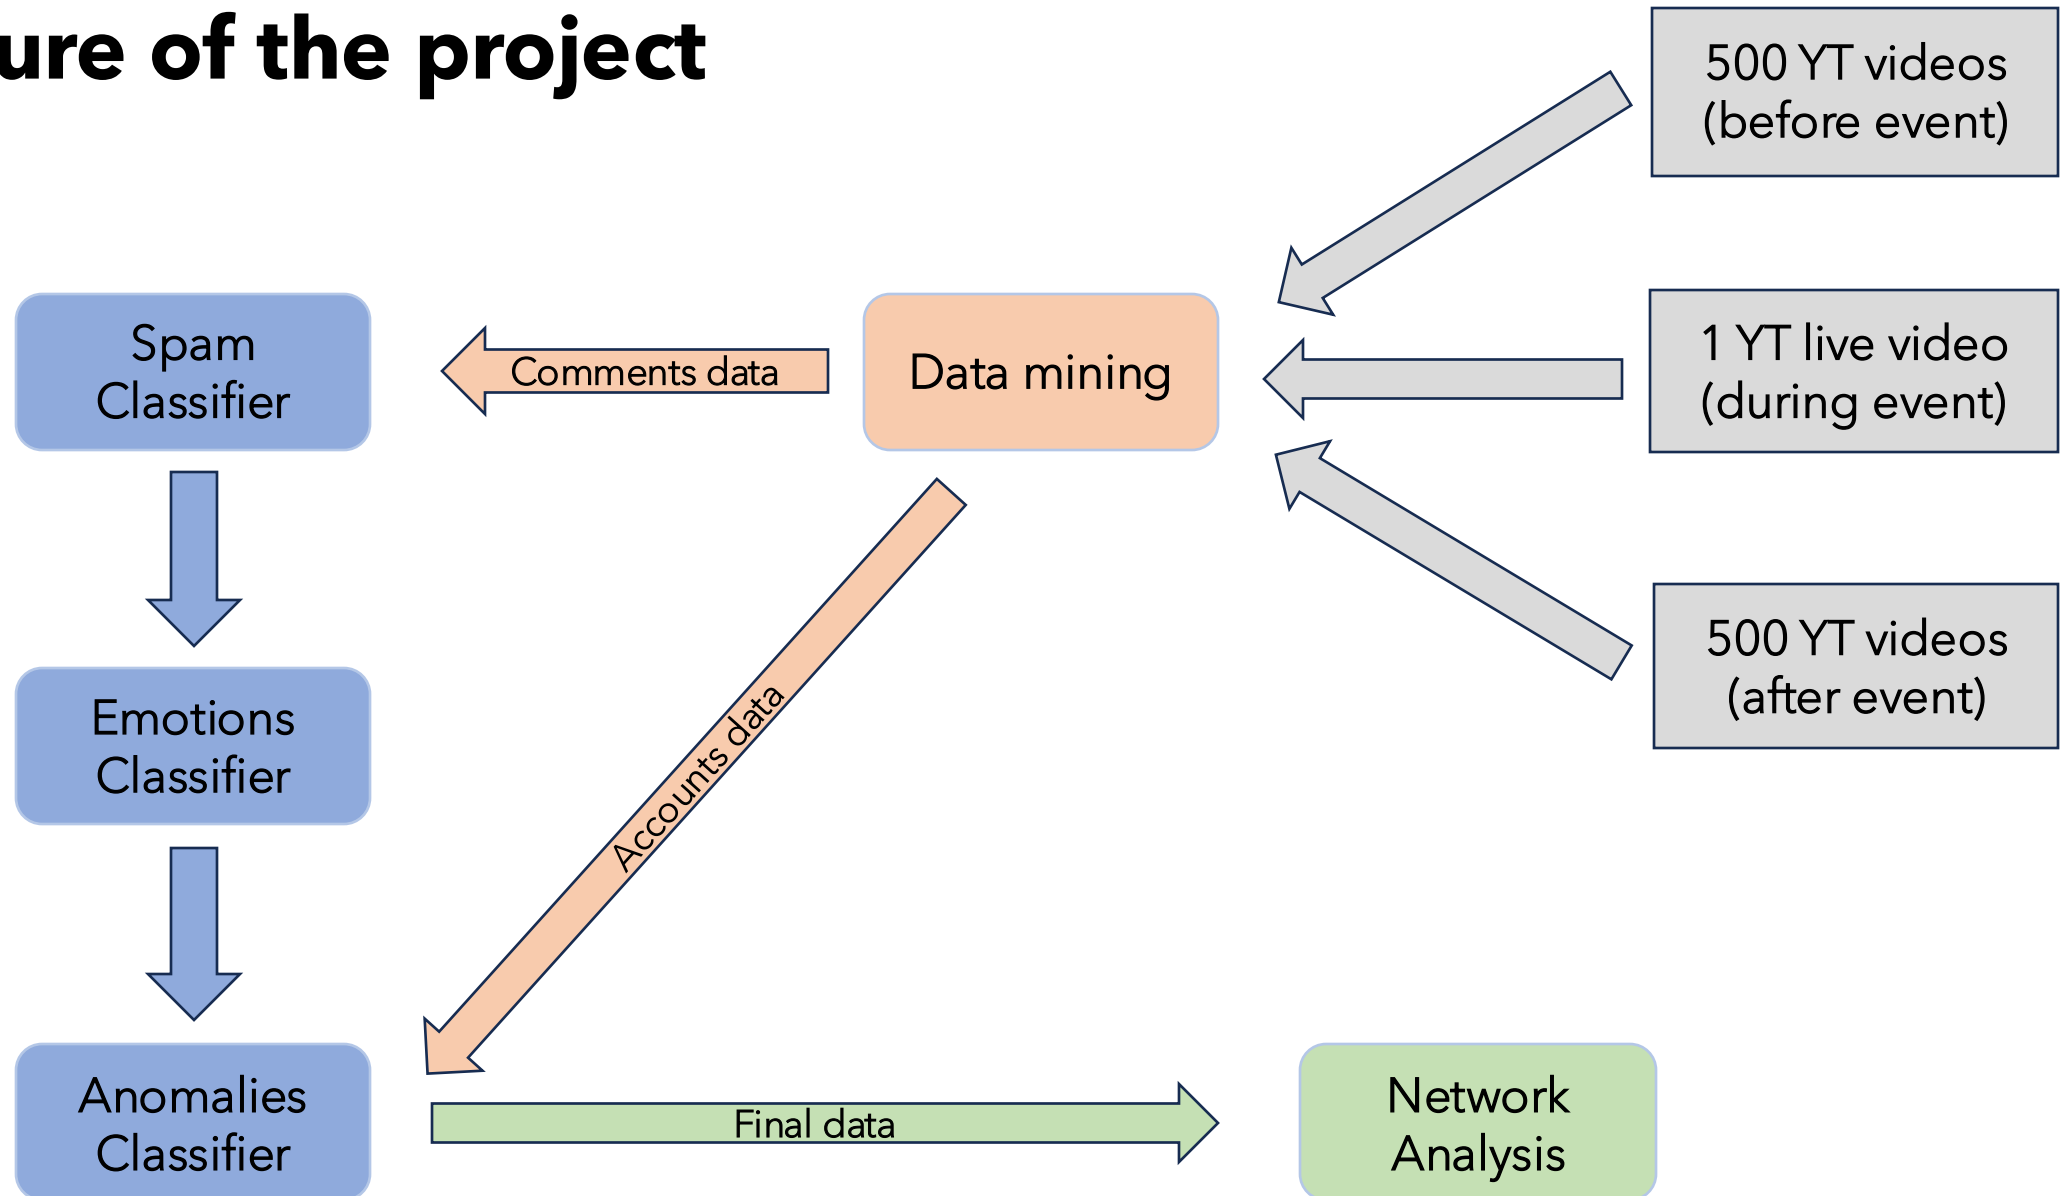 ure of the project
500 YT videos
(before event)
Spam
Classifier
Comments data
Data mining
1 YT live video
(during event)
Emotions
Classifier
Accounts data
500 YT videos
(after event)
Anomalies
Classifier
Final data
Network
Analysis